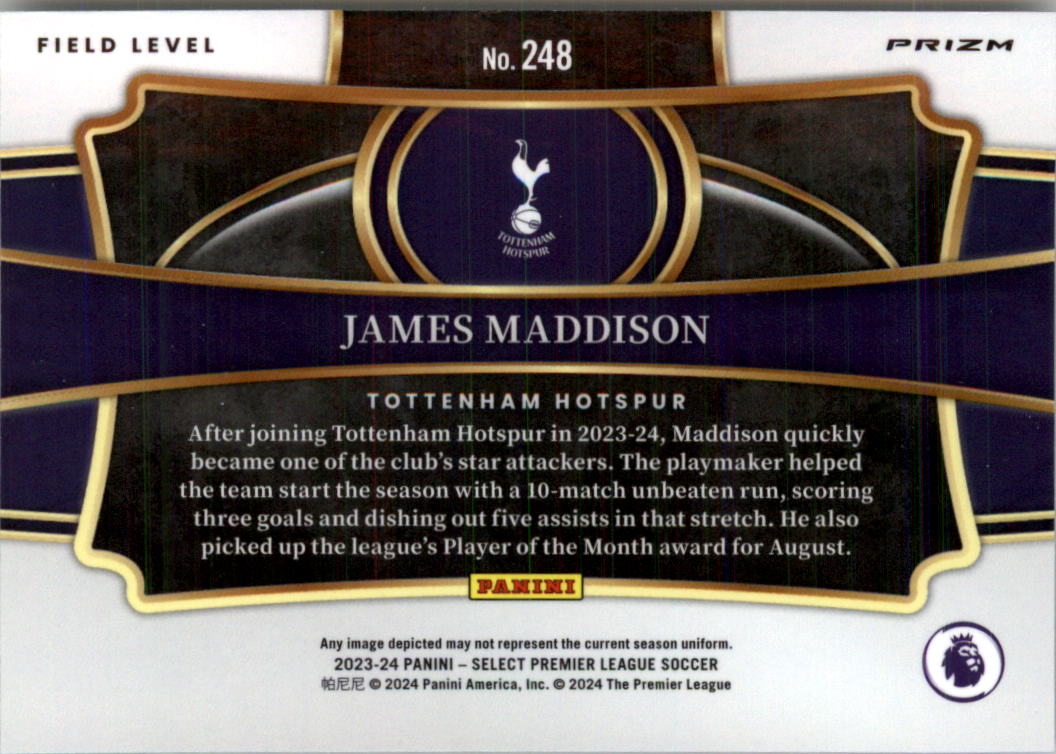 FIELD LEVEL
No. 248
PRIZM
TOTTENHAM
HOTSPUR
JAMES MADDISON
TOTTENHAM HOTSPUR
After joining Tottenham Hotspur in 2023-24, Maddison quickly
became one of the club's star attackers. The playmaker helped
the team start the season with a 10-match unbeaten run, scoring
three goals and dishing out five assists in that stretch. He also
picked up the league's Player of the Month award for August.
PANINI
Any image depicted may not represent the current season uniform.
2023-24 PANINI – SELECT PREMIER LEAGUE SOCCER
帕尼尼 © 2024 Panini America, Inc. © 2024 The Premier League